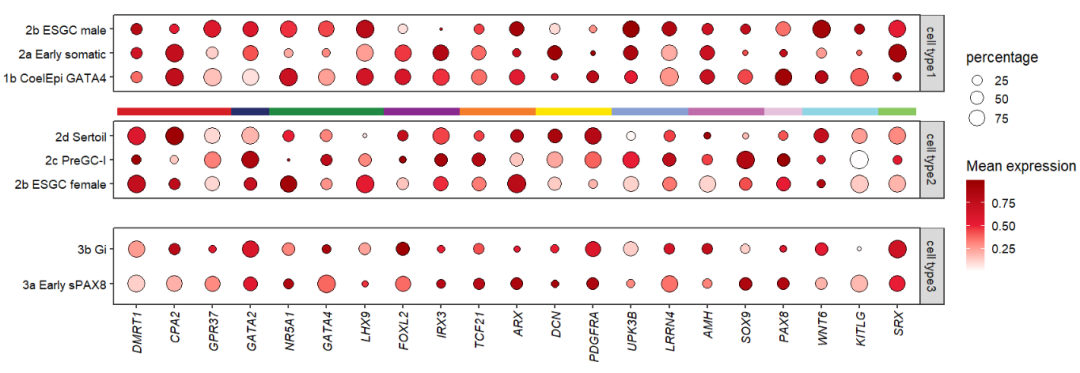 2b ESGC male
2a Early somatic
1b CoelEpi GATA4
cell type1
2d Sertoil
2c PreGC-I
2b ESGC female
cell type2
3b Gi
3a Early sPAX8
cell type3
DMRT1 CPA2 GPR37 GATA2 NR5A1 GATA4 LHX9 FOXL2 IRX3 TCF21 ARX DCN PDGFRA UPK3B LRRN4 AMH SOX9 PAX8 WNT6 KITLG SRX
percentage
25
50
75
Mean expression
0.75
0.50
0.25